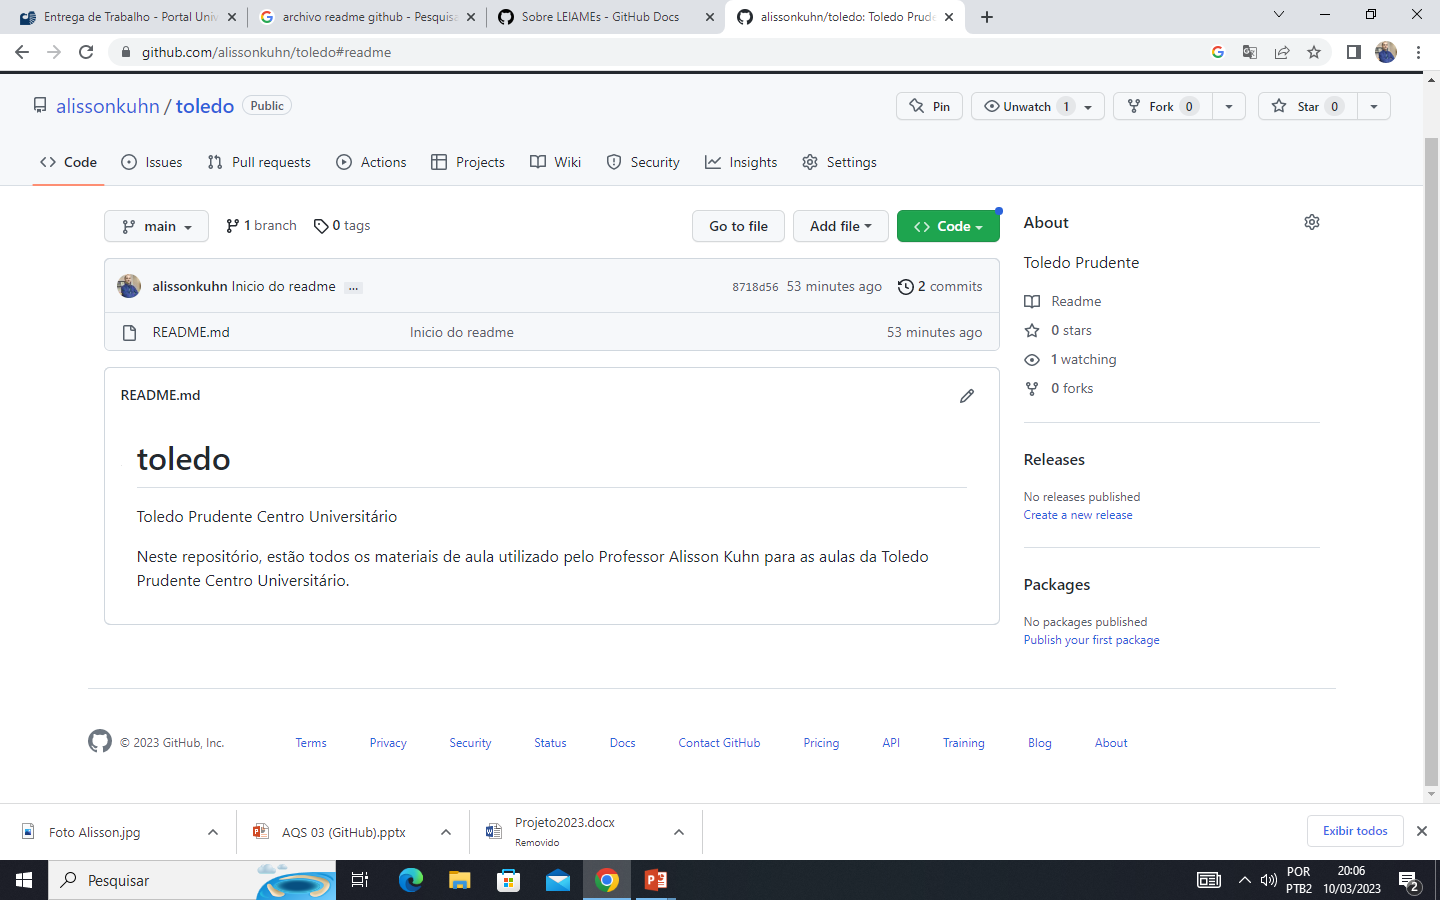 Entrega de Trabalho - Portal Univ
archivo readme github - Pesquisa
Sobre LEIAMEs - GitHub Docs
alissonkuhn/toledo: Toledo Prude
github.com/alissonkuhn/toledo#readme
alissonkuhn / toledo Public
Pin
Unwatch 1
Fork 0
Star 0
Code
Issues
Pull requests
Actions
Projects
Wiki
Security
Insights
Settings
main
1 branch
0 tags
Go to file
Add file
Code
alissonkuhn Inicio do readme ...
8718d56 53 minutes ago
2 commits
README.md
Inicio do readme
53 minutes ago
README.md
toledo
Toledo Prudente Centro Universitário
Neste repositório, estão todos os materiais de aula utilizado pelo Professor Alisson Kuhn para as aulas da Toledo
Prudente Centro Universitário.
About
Toledo Prudente
Readme
0 stars
1 watching
0 forks
Releases
No releases published
Create a new release
Packages
No packages published
Publish your first package
© 2023 GitHub, Inc.
Terms
Privacy
Security
Status
Docs
Contact GitHub
Pricing
API
Training
Blog
About
Foto Alisson.jpg
AQS 03 (GitHub).pptx
Projeto2023.docx
Removido
Exibir todos
Pesquisar
POR
PTB2
20:06
10/03/2023
2